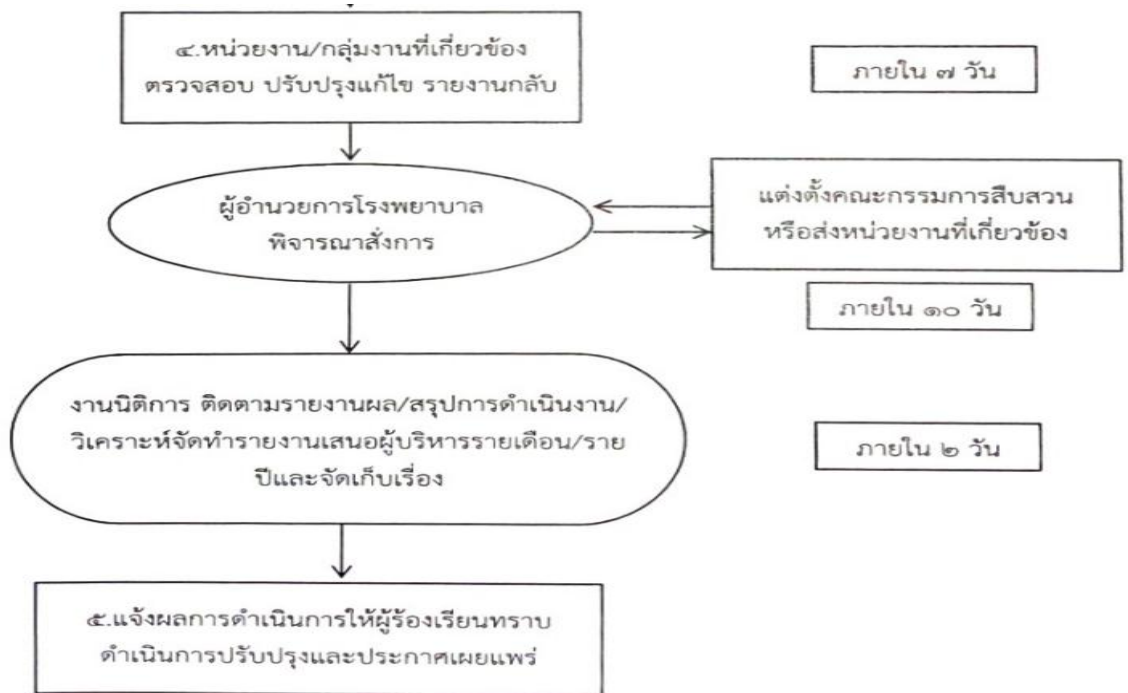 ๔.หน่วยงาน/กลุ่มงานที่เกี่ยวข้อง
ตรวจสอบ ปรับปรุงแก้ไข รายงานกลับ
ภายใน ๗ วัน
ผู้อำนวยการโรงพยาบาล
พิจารณาสั่งการ
แต่งตั้งคณะกรรมการสืบสวน
หรือส่งหน่วยงานที่เกี่ยวข้อง
ภายใน ๑๐ วัน
งานนิติการ ติดตามรายงานผล/สรุปการดำเนินงาน/
วิเคราะห์จัดทำรายงานเสนอผู้บริหารรายเดือน/ราย
ปีและจัดเก็บเรื่อง
ภายใน ๒ วัน
๕.แจ้งผลการดำเนินการให้ผู้ร้องเรียนทราบ
ดำเนินการปรับปรุงและประกาศเผยแพร่